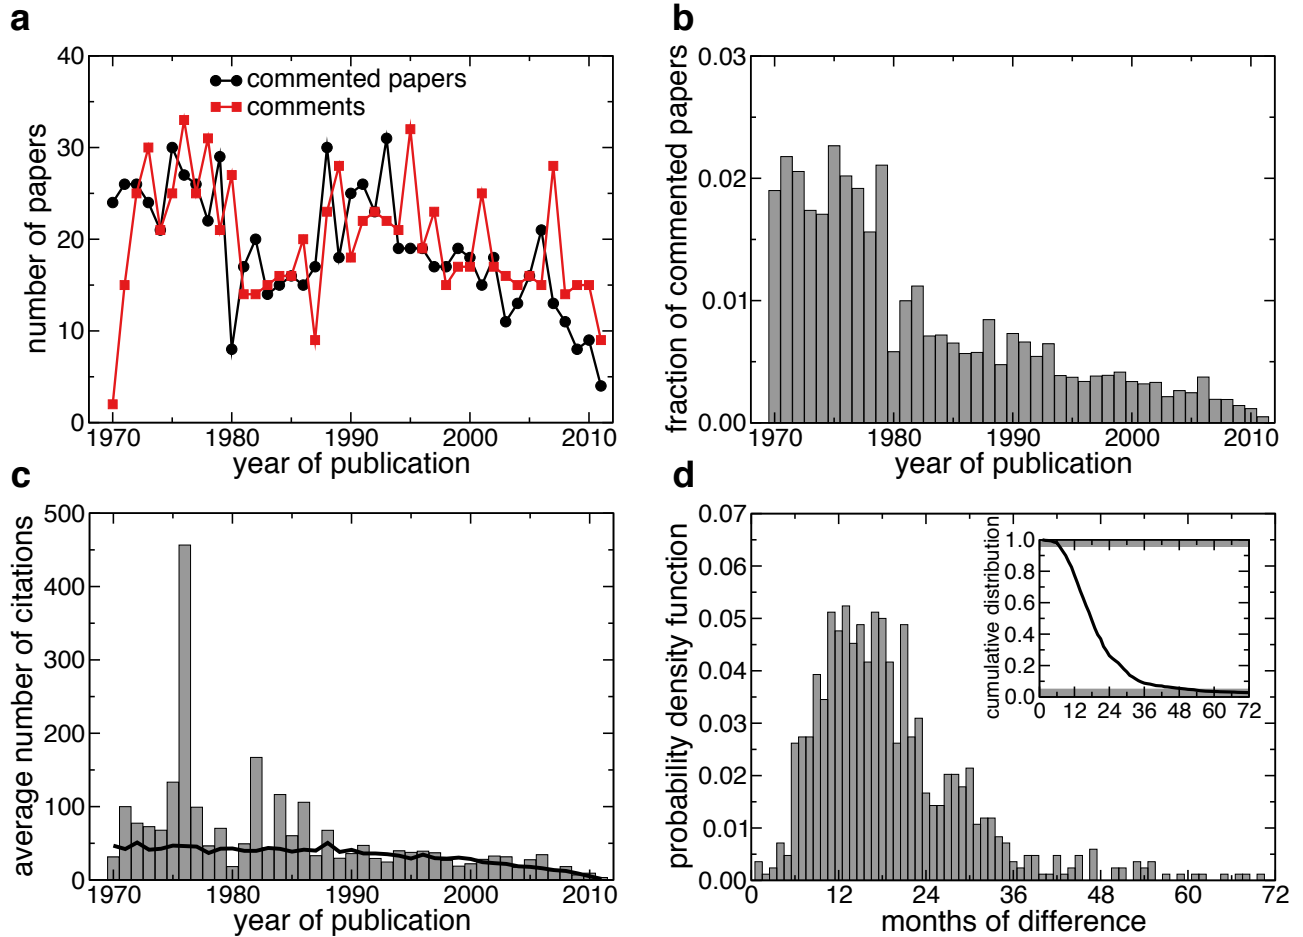 a
40
30
20
10
0
number of papers
commented papers
comments
1970 1980 1990 2000 2010
year of publication
b
0.03
0.02
0.01
0.00
fraction of commented papers
1970 1980 1990 2000 2010
year of publication
c
500
400
300
200
100
0
average number of citations
1970 1980 1990 2000 2010
year of publication
d
0.07
0.06
0.05
0.04
0.03
0.02
0.01
0.00
probability density function
0 12 24 36 48 60 72
months of difference
1.0
0.8
0.6
0.4
0.2
0.0
cumulative distribution
0 12 24 36 48 60 72